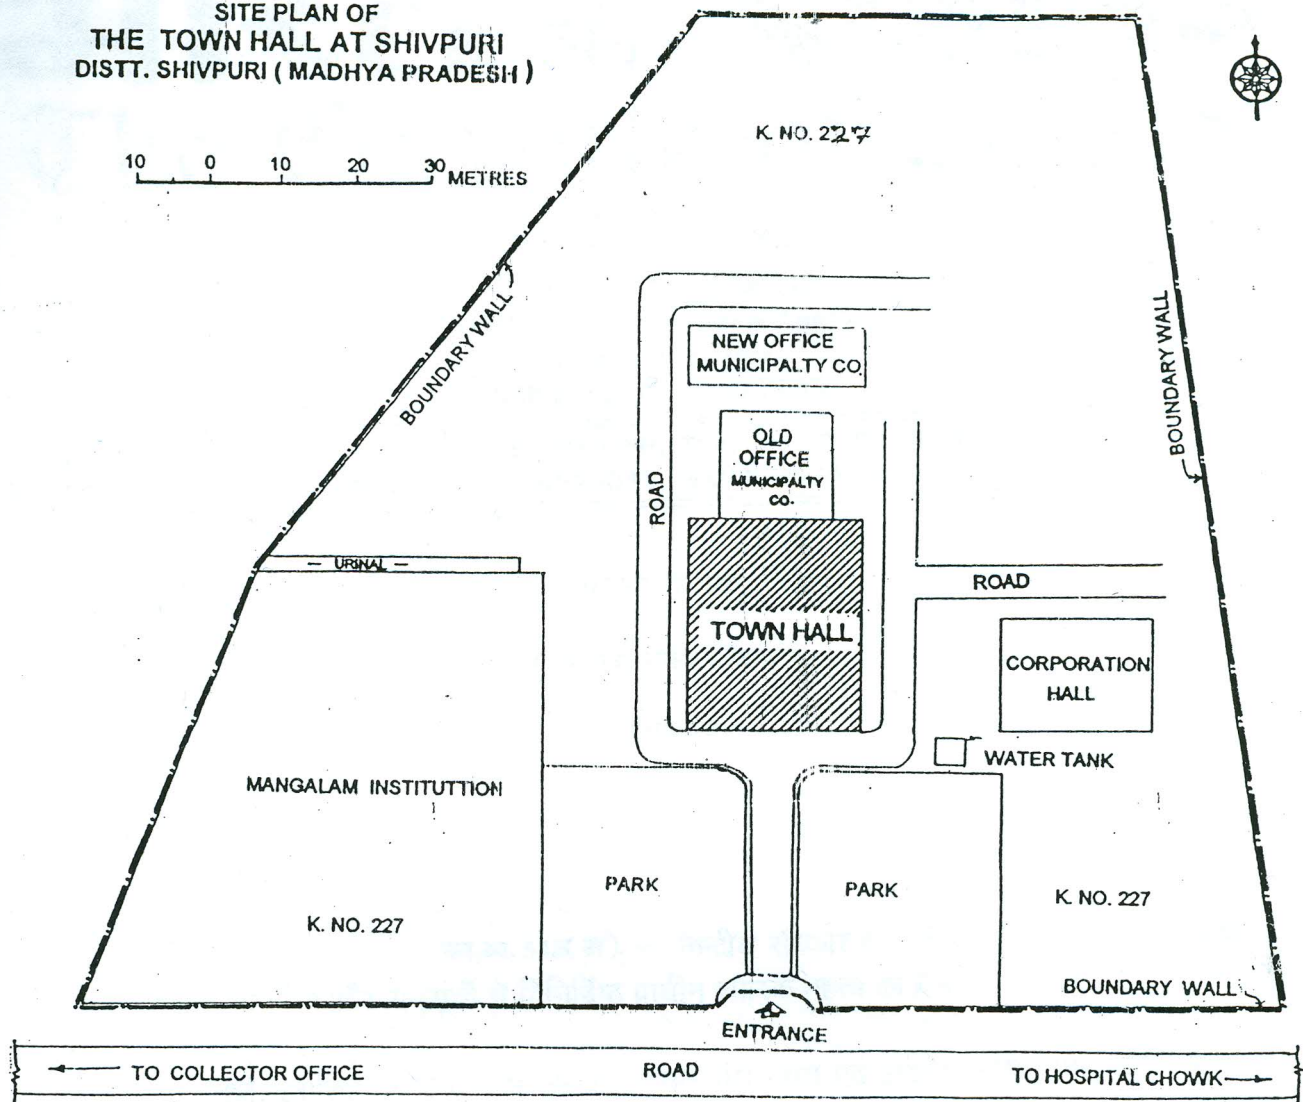 SITE PLAN OF
THE TOWN HALL AT SHIVPURI
DISTT. SHIVPURI ( MADHYA PRADESH )
10 0 10 20 30 METRES
K. NO. 227
BOUNDARY WALL
BOUNDARY WALL
NEW OFFICE
MUNICIPALTY CO.
OLD
OFFICE
MUNICIPALTY
CO.
ROAD
— URINAL —
ROAD
TOWN HALL
CORPORATION
HALL
WATER TANK
MANGALAM INSTITUTTION
PARK
PARK
K. NO. 227
K. NO. 227
BOUNDARY WALL
ENTRANCE
TO COLLECTOR OFFICE
ROAD
TO HOSPITAL CHOWK